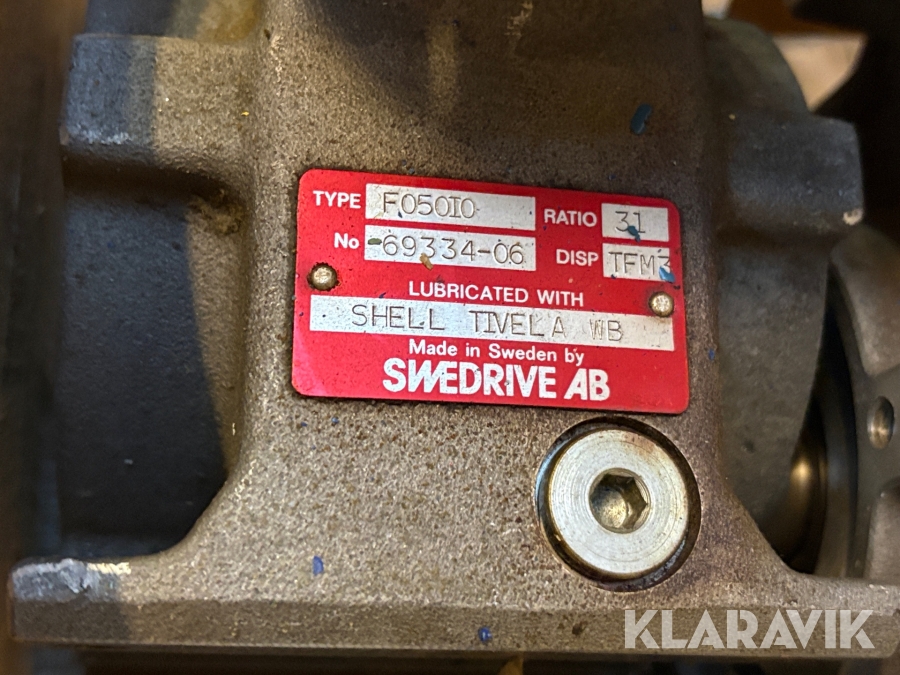 TYPE F050I0 RATIO 31
No 69334-06 DISP TFM3
LUBRICATED WITH
SHELL TIVELA WB
Made in Sweden by
SWEDRIVE AB
KLARAVIK